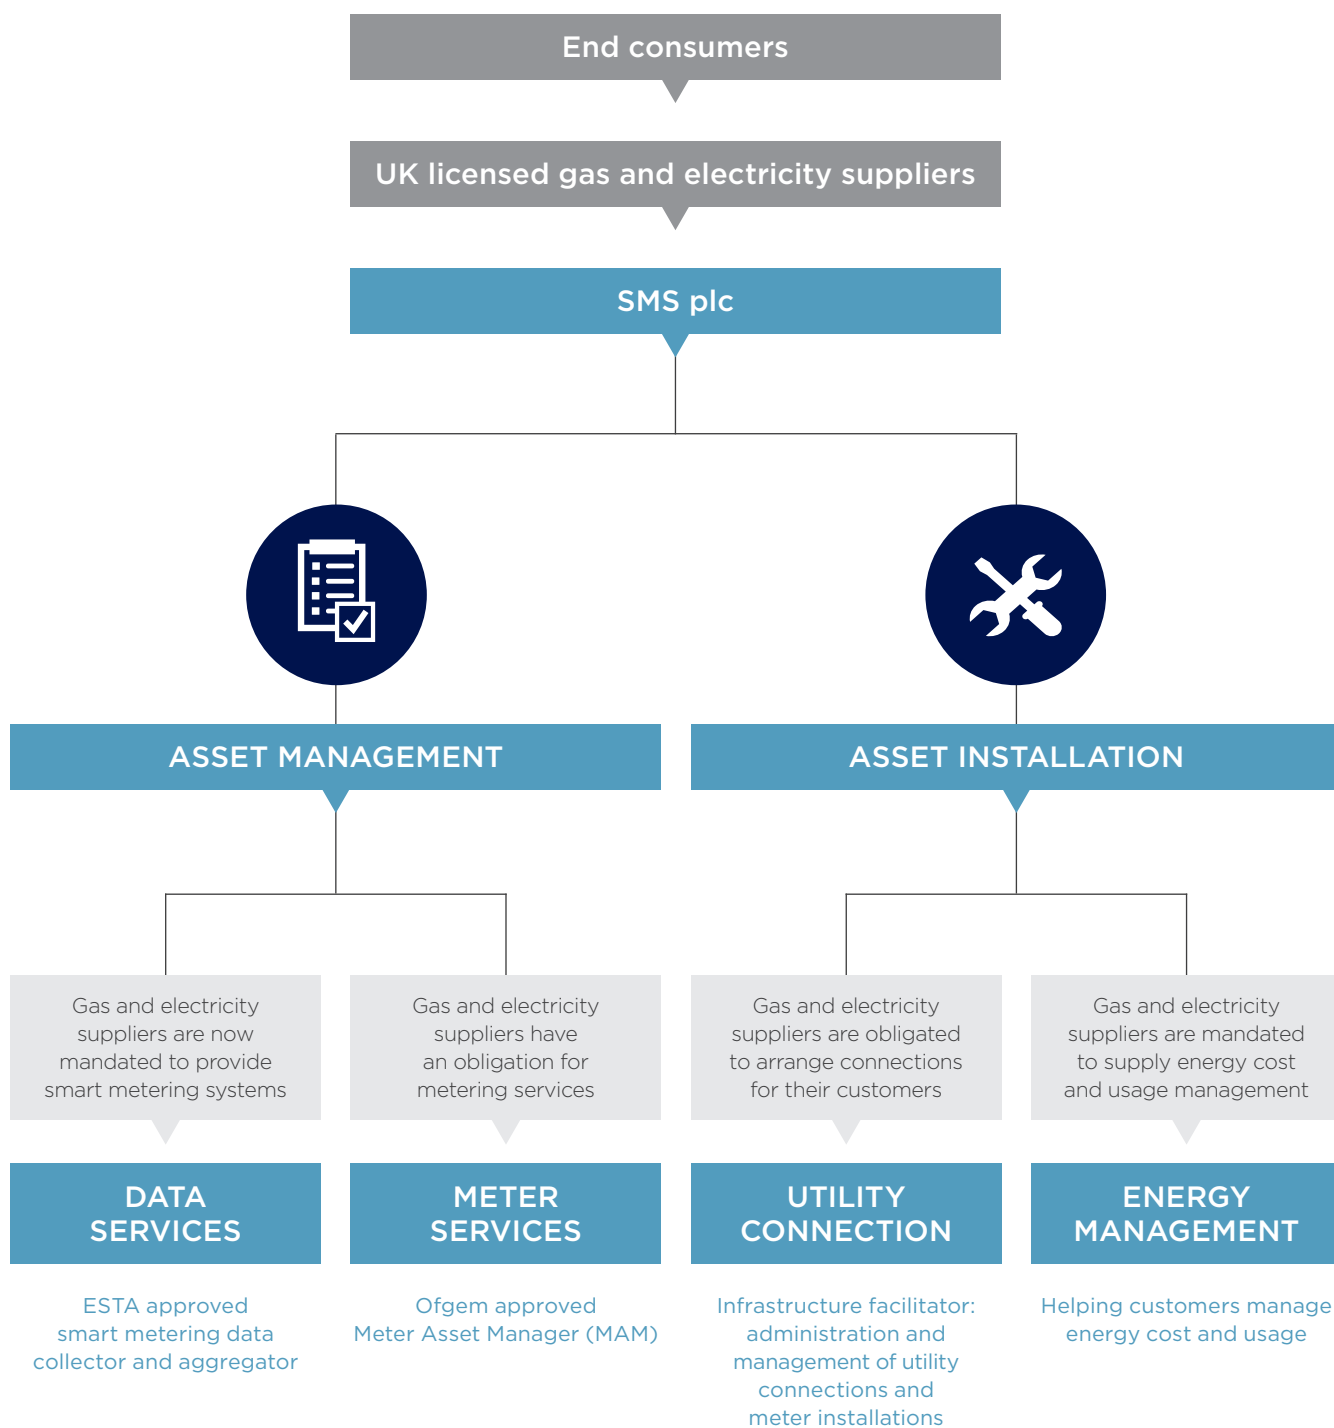 End consumers
UK licensed gas and electricity suppliers
SMS plc
ASSET MANAGEMENT
ASSET INSTALLATION
Gas and electricity
suppliers are now
mandated to provide
smart metering systems
Gas and electricity
suppliers have
an obligation for
metering services
Gas and electricity
suppliers are obligated
to arrange connections
for their customers
Gas and electricity
suppliers are mandated
to supply energy cost
and usage management
DATA
SERVICES
METER
SERVICES
UTILITY
CONNECTION
ENERGY
MANAGEMENT
ESTA approved
smart metering data
collector and aggregator
Ofgem approved
Meter Asset Manager (MAM)
Infrastructure facilitator:
administration and
management of utility
connections and
meter installations
Helping customers manage
energy cost and usage